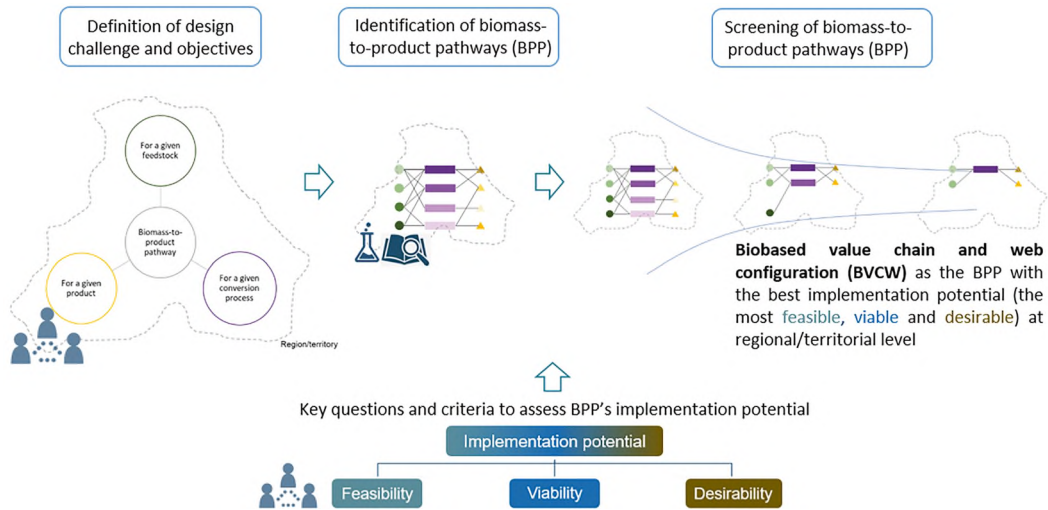 Definition of design
challenge and objectives
Identification of biomass-
to-product pathways (BPP)
Screening of biomass-to-
product pathways (BPP)
For a given
feedstock
Biomass-to-
product
pathway
For a given
product
For a given
conversion
process
Region/territory
Biobased value chain and web
configuration (BVCW) as the BPP with
the best implementation potential (the
most feasible, viable and desirable) at
regional/territorial level
Key questions and criteria to assess BPP's implementation potential
Implementation potential
Feasibility
Viability
Desirability